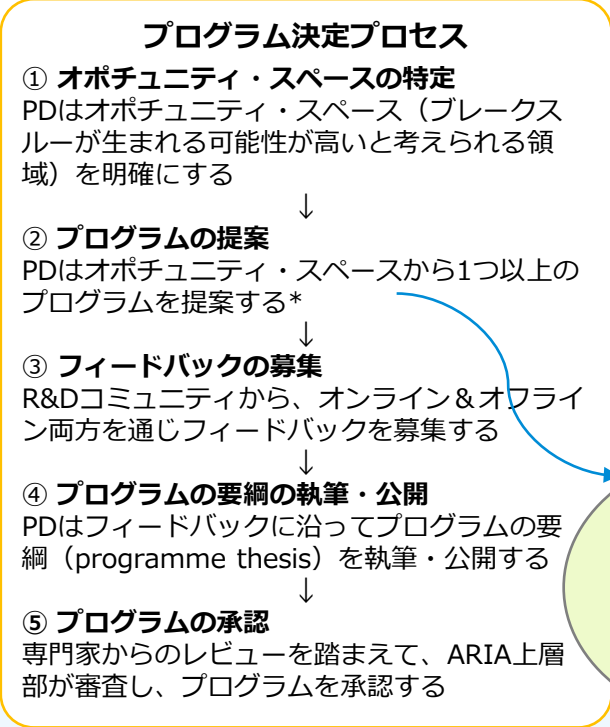 プログラム決定プロセス
① オポチュニティ・スペースの特定
PDはオポチュニティ・スペース（ブレークス
ルーが生まれる可能性が高いと考えられる領
域）を明確にする
↓
② プログラムの提案
PDはオポチュニティ・スペースから1つ以上の
プログラムを提案する*
↓
③ フィードバックの募集
R&Dコミュニティから、オンライン＆オフライ
ン両方を通じフィードバックを募集する
↓
④ プログラムの要綱の執筆・公開
PDはフィードバックに沿ってプログラムの要
綱（programme thesis）を執筆・公開する
↓
⑤ プログラムの承認
専門家からのレビューを踏まえて、ARIA上層
部が審査し、プログラムを承認する